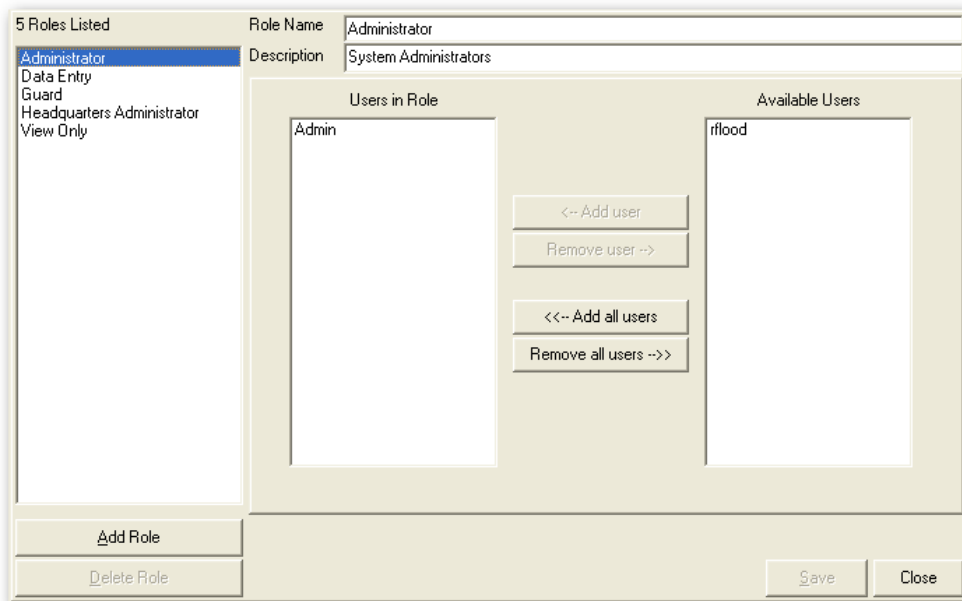 5 Roles Listed
Administrator
Data Entry
Guard
Headquarters Administrator
View Only
Add Role
Delete Role
Role Name Administrator
Description System Administrators
Users in Role
Admin
<-- Add user
Remove user -->
<<-- Add all users
Remove all users -->>
Available Users
rflood
Save
Close